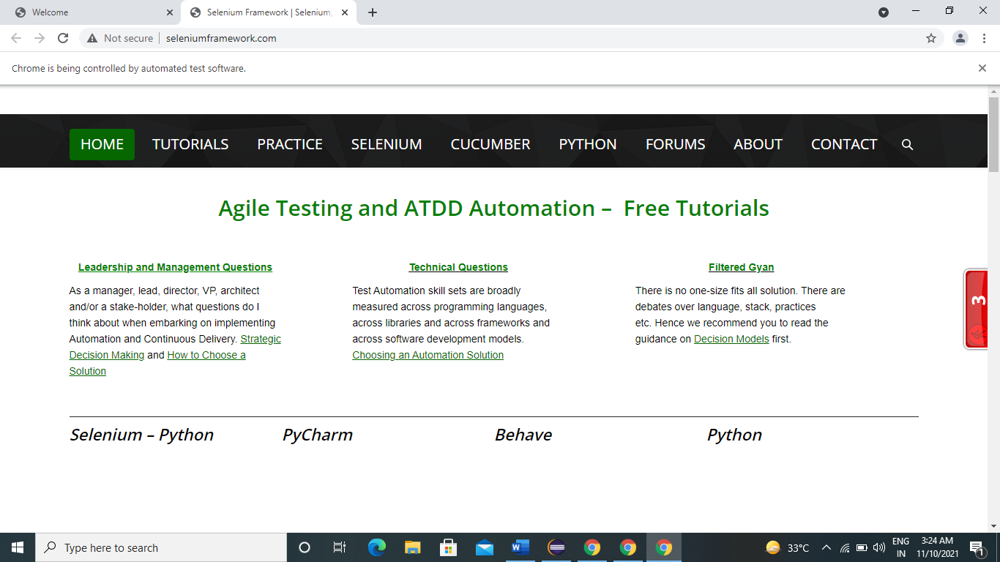 Welcome
Selenium Framework | Selenium,
Not secure
seleniumframework.com
Chrome is being controlled by automated test software.
HOME
TUTORIALS
PRACTICE
SELENIUM
CUCUMBER
PYTHON
FORUMS
ABOUT
CONTACT
Agile Testing and ATDD Automation – Free Tutorials
Leadership and Management Questions
As a manager, lead, director, VP, architect
and/or a stake-holder, what questions do I
think about when embarking on implementing
Automation and Continuous Delivery. Strategic
Decision Making and How to Choose a
Solution
Technical Questions
Test Automation skill sets are broadly
measured across programming languages,
across libraries and across frameworks and
across software development models.
Choosing an Automation Solution
Filtered Gyan
There is no one-size fits all solution. There are
debates over language, stack, practices
etc. Hence we recommend you to read the
guidance on Decision Models first.
3
Selenium – Python
PyCharm
Behave
Python
Type here to search
33°C
ENG
IN
3:24 AM
11/10/2021
1